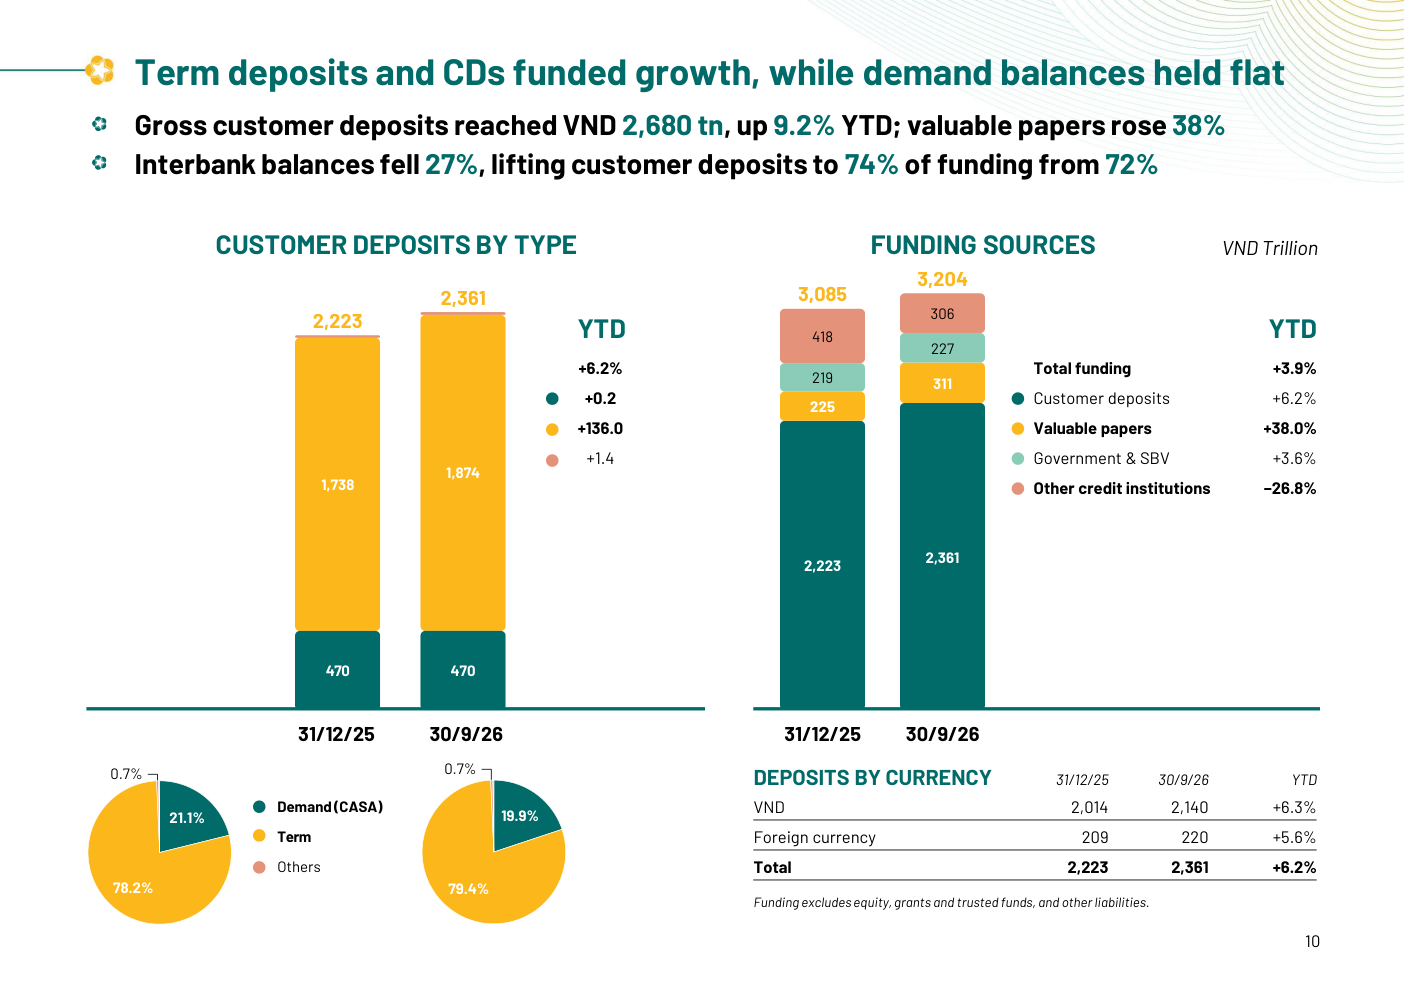 Term deposits and CDs funded growth, while demand balances held flat
Gross customer deposits reached VND 2,680 tn, up 9.2% YTD; valuable papers rose 38%
Interbank balances fell 27%, lifting customer deposits to 74% of funding from 72%
CUSTOMER DEPOSITS BY TYPE
2,223
2,361
YTD
+6.2%
+0.2
+136.0
+1.4
1,738
1,874
470
470
31/12/25
30/9/26
0.7%
21.1%
78.2%
Demand (CASA)
Term
Others
0.7%
19.9%
79.4%
FUNDING SOURCES
VND Trillion
3,085
3,204
418
306
219
227
225
311
2,223
2,361
31/12/25
30/9/26
YTD
Total funding +3.9%
Customer deposits +6.2%
Valuable papers +38.0%
Government & SBV +3.6%
Other credit institutions −26.8%
DEPOSITS BY CURRENCY 31/12/25 30/9/26 YTD
VND 2,014 2,140 +6.3%
Foreign currency 209 220 +5.6%
Total 2,223 2,361 +6.2%
Funding excludes equity, grants and trusted funds, and other liabilities.
10